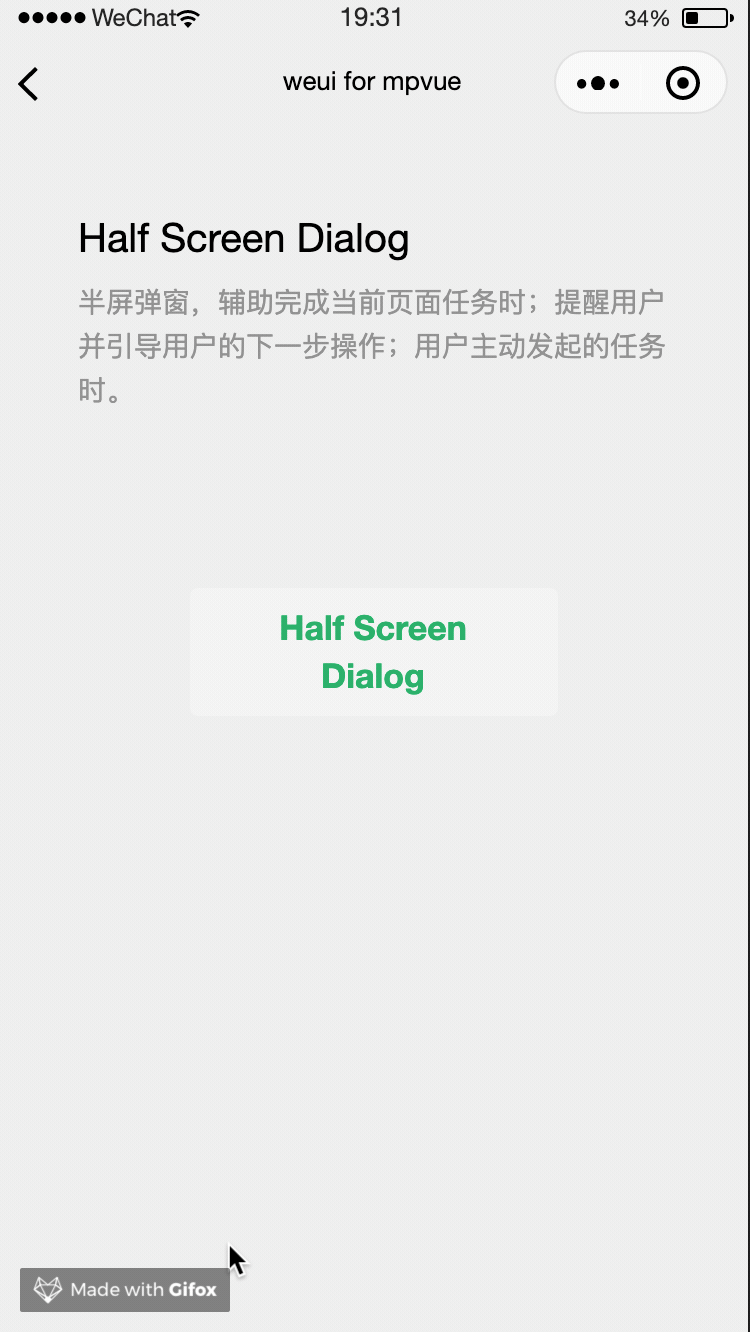 WeChat 19:31 34%
weui for mpvue
Half Screen Dialog
半屏弹窗，辅助完成当前页面任务时；提醒用户
并引导用户的下一步操作；用户主动发起的任务
时。
Half Screen
Dialog
Made with Gifox